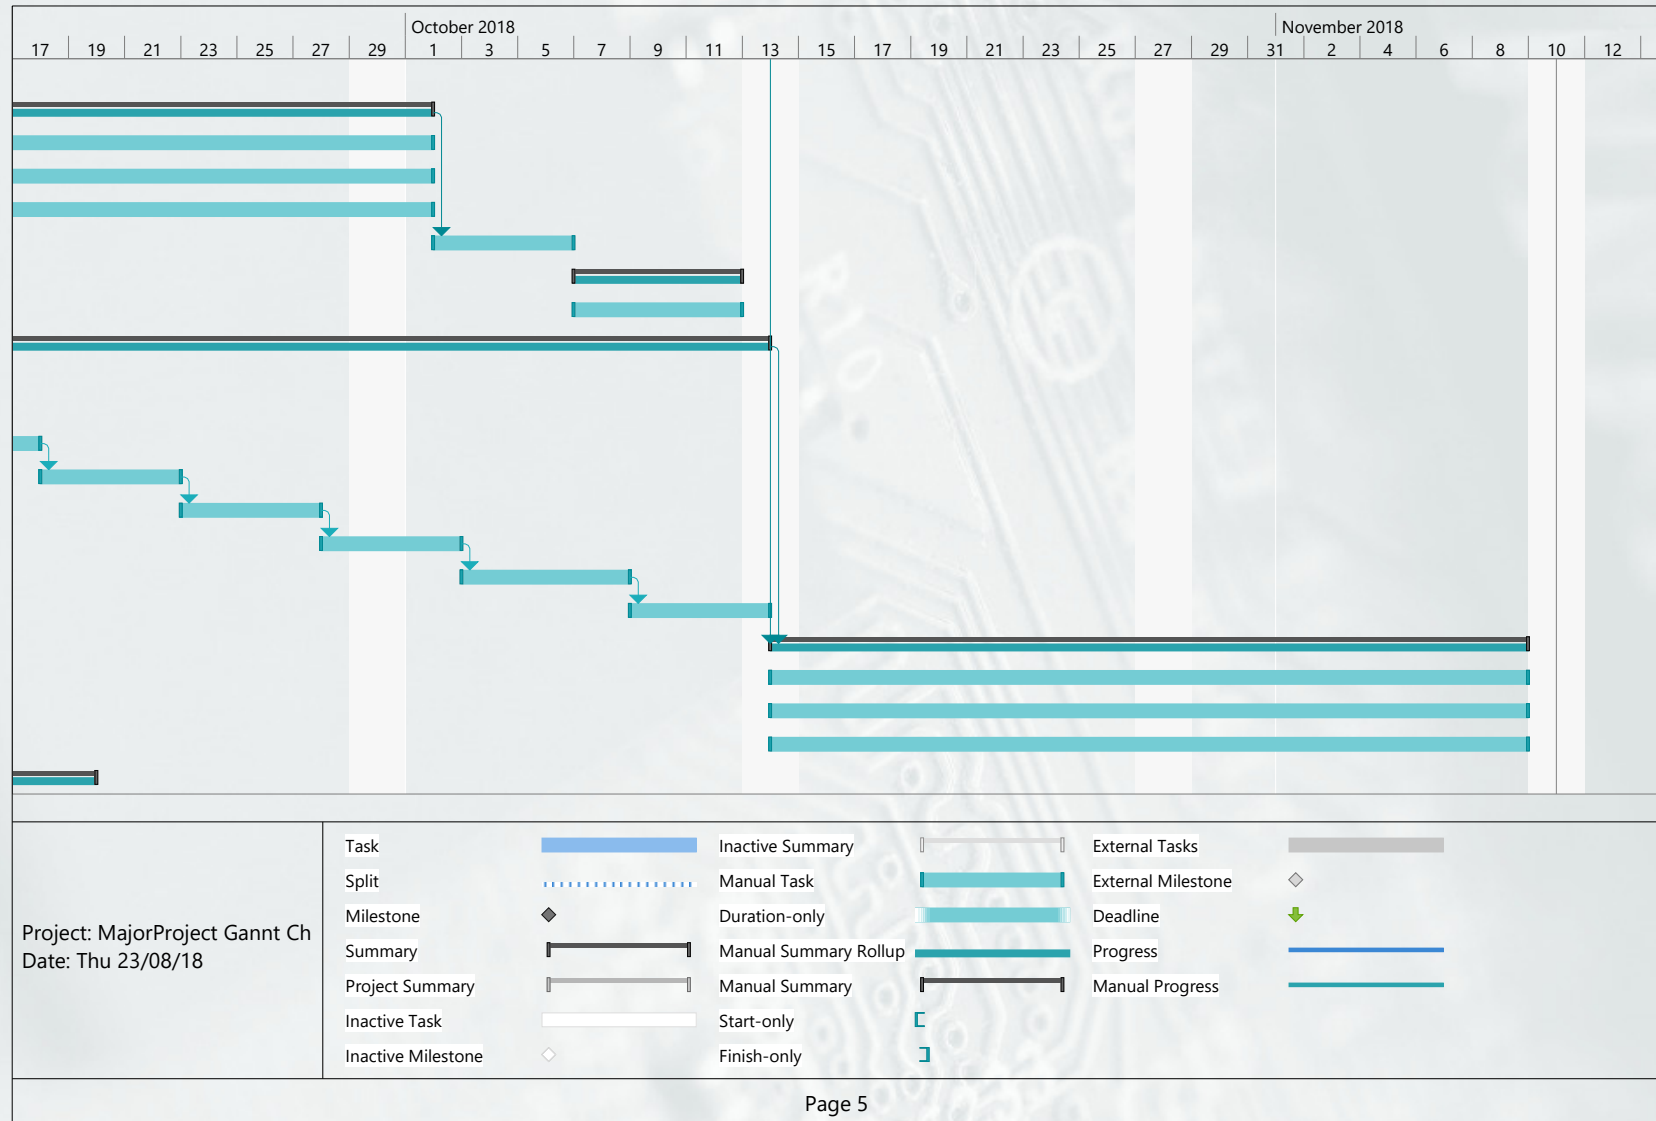 October 2018 November 2018
17 19 21 23 25 27 29 1 3 5 7 9 11 13 15 17 19 21 23 25 27 29 31 2 4 6 8 10 12
Project: MajorProject Gannt Ch
Date: Thu 23/08/18
Task Inactive Summary External Tasks
Split Manual Task External Milestone
Milestone Duration-only Deadline
Summary Manual Summary Rollup Progress
Project Summary Manual Summary Manual Progress
Inactive Task Start-only
Inactive Milestone Finish-only
Page 5